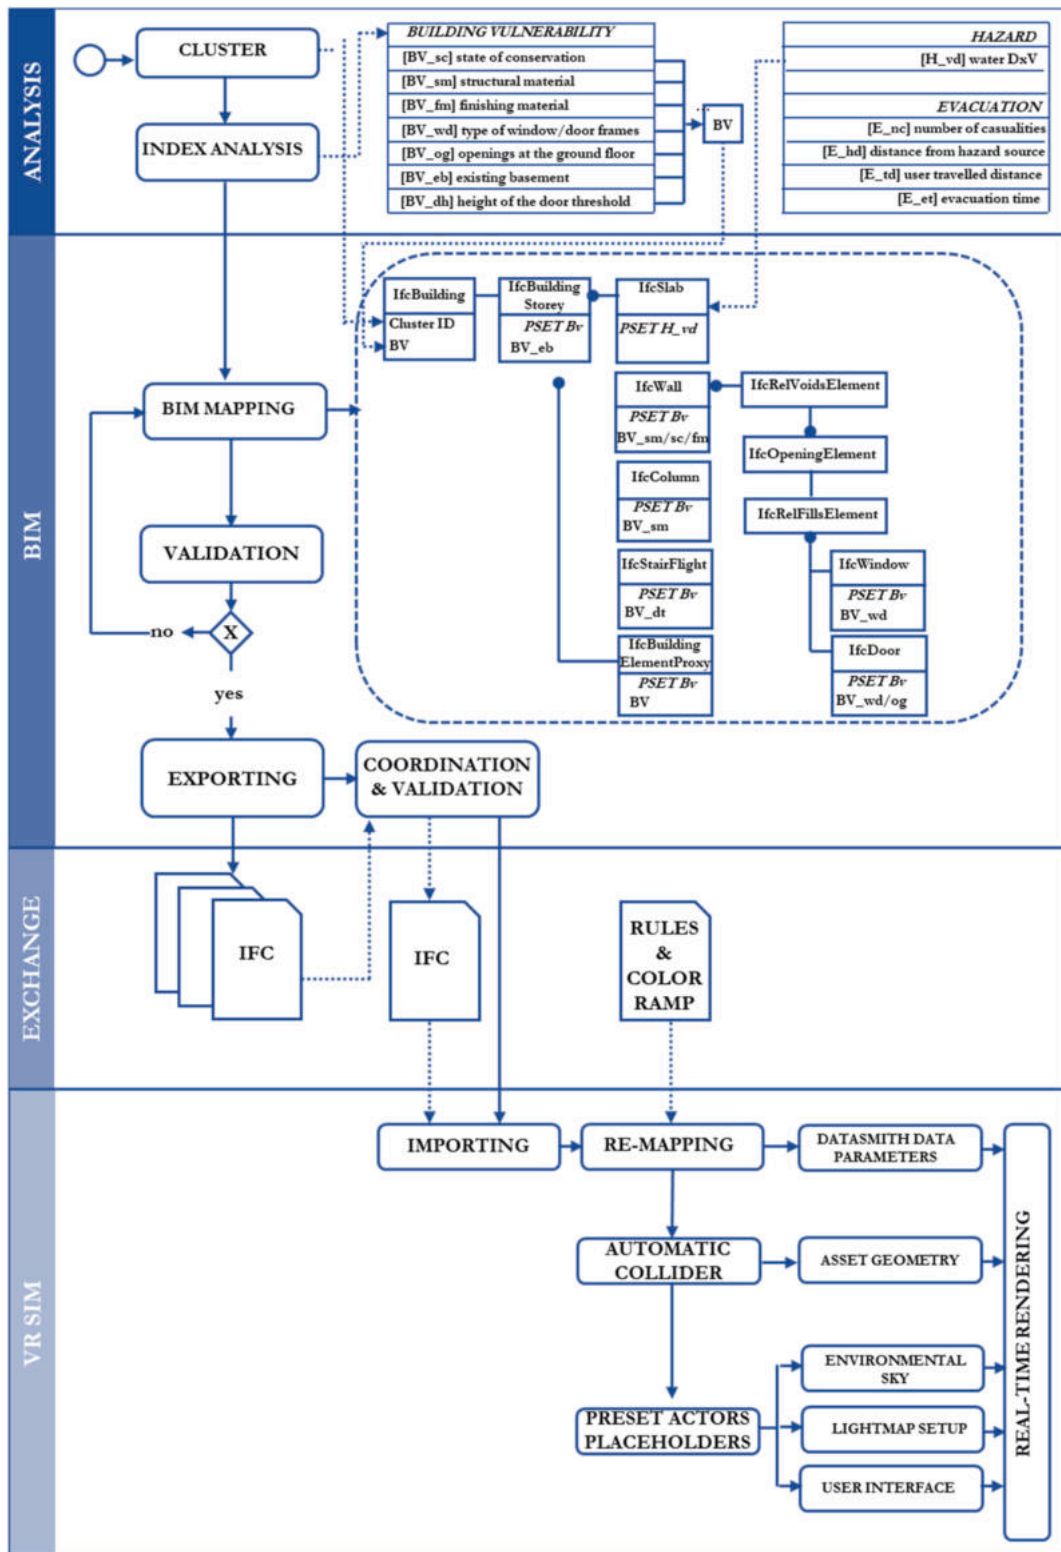 ANALYSIS
CLUSTER
INDEX ANALYSIS
BUILDING VULNERABILITY
[BV_sc] state of conservation
[BV_sm] structural material
[BV_fm] finishing material
[BV_wd] type of window/door frames
[BV_og] openings at the ground floor
[BV_eb] existing basement
[BV_dh] height of the door threshold
BV
HAZARD
[H_vd] water DxV
EVACUATION
[E_nc] number of casualities
[E_hd] distance from hazard source
[E_td] user travelled distance
[E_et] evacuation time
BIM
BIM MAPPING
VALIDATION
X
no
yes
EXPORTING
COORDINATION
& VALIDATION
IfcBuilding
Cluster ID
BV
IfcBuilding
Storey
PSET Bv
BV_eb
IfcSlab
PSET H_vd
IfcWall
PSET Bv
BV_sm/sc/fm
IfcColumn
PSET Bv
BV_sm
IfcStairFlight
PSET Bv
BV_dt
IfcBuilding
ElementProxy
PSET Bv
BV
IfcRelVoidsElement
IfcOpeningElement
IfcRelFillsElement
IfcWindow
PSET Bv
BV_wd
IfcDoor
PSET Bv
BV_wd/og
EXCHANGE
IFC
IFC
RULES
&
COLOR
RAMP
VR SIM
IMPORTING
RE-MAPPING
DATASMITH DATA
PARAMETERS
AUTOMATIC
COLLIDER
ASSET GEOMETRY
PRESET ACTORS
PLACEHOLDERS
ENVIRONMENTAL
SKY
LIGHTMAP SETUP
USER INTERFACE
REAL-TIME RENDERING